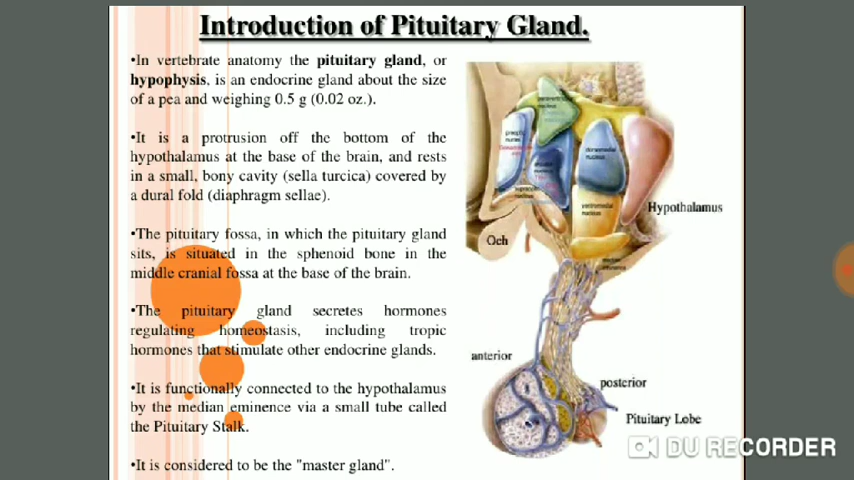 Introduction of Pituitary Gland.
•In vertebrate anatomy the pituitary gland, or
hypophysis, is an endocrine gland about the size
of a pea and weighing 0.5 g (0.02 oz.).
•It is a protrusion off the bottom of the
hypothalamus at the base of the brain, and rests
in a small, bony cavity (sella turcica) covered by
a dural fold (diaphragm sellae).
•The pituitary fossa, in which the pituitary gland
sits, is situated in the sphenoid bone in the
middle cranial fossa at the base of the brain.
•The pituitary gland secretes hormones
regulating homeostasis, including tropic
hormones that stimulate other endocrine glands.
•It is functionally connected to the hypothalamus
by the median eminence via a small tube called
the Pituitary Stalk.
•It is considered to be the "master gland".
dorsomedial
nucleus
ventromedial
nucleus
Hypothalamus
Och
anterior
posterior
Pituitary Lobe
DU RECORDER